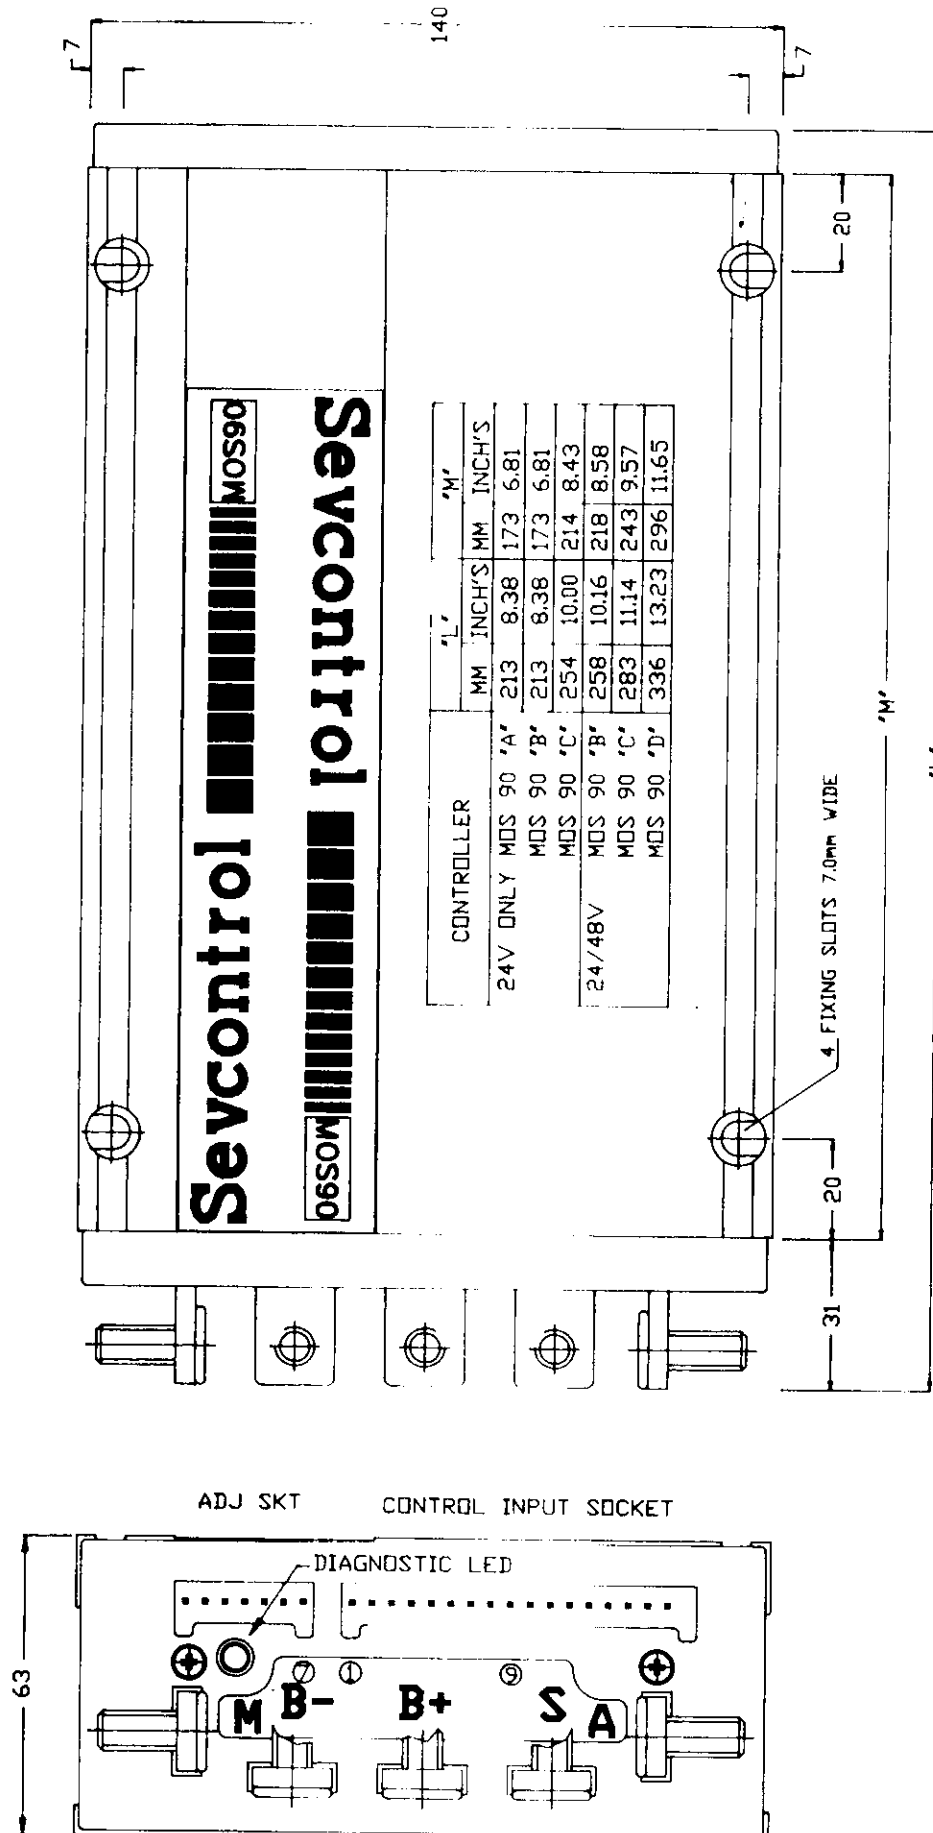 140
7
7
20
Sevcontrol MOS90
Sevcontrol MOS90
CONTROLLER 'L' 'M'
MM INCH'S MM INCH'S
24V ONLY MOS 90 'A' 213 8.38 173 6.81
MOS 90 'B' 213 8.38 173 6.81
MOS 90 'C' 254 10.00 214 8.43
24/48V MOS 90 'B' 258 10.16 218 8.58
MOS 90 'C' 283 11.14 243 9.57
MOS 90 'D' 336 13.23 296 11.65
'M'
4 FIXING SLOTS 7.0mm WIDE
20
31
ADJ SKT CONTROL INPUT SOCKET
DIAGNOSTIC LED
63
7 1 9
M B- B+ S A